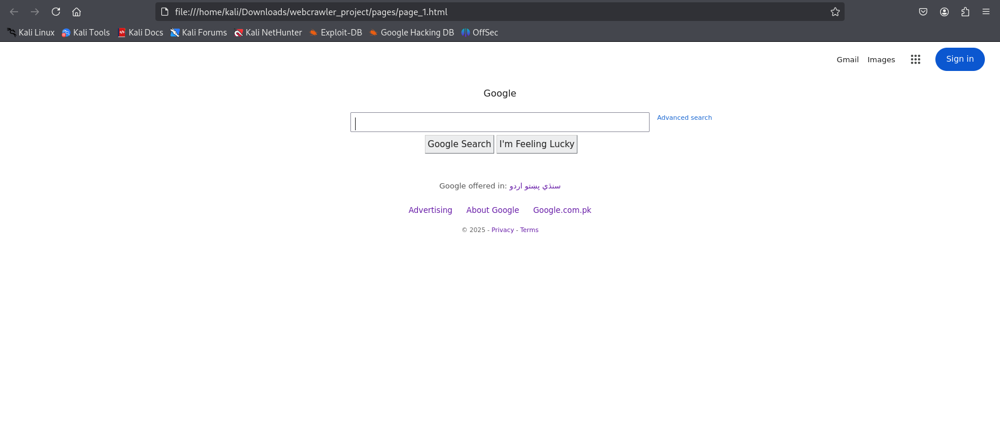 file:///home/kali/Downloads/webcrawler_project/pages/page_1.html
Kali Linux Kali Tools Kali Docs Kali Forums Kali NetHunter Exploit-DB Google Hacking DB OffSec
Gmail Images Sign in
Google
Advanced search
Google Search I'm Feeling Lucky
Google offered in: سنڌي پښتو اردو
Advertising About Google Google.com.pk
© 2025 - Privacy - Terms